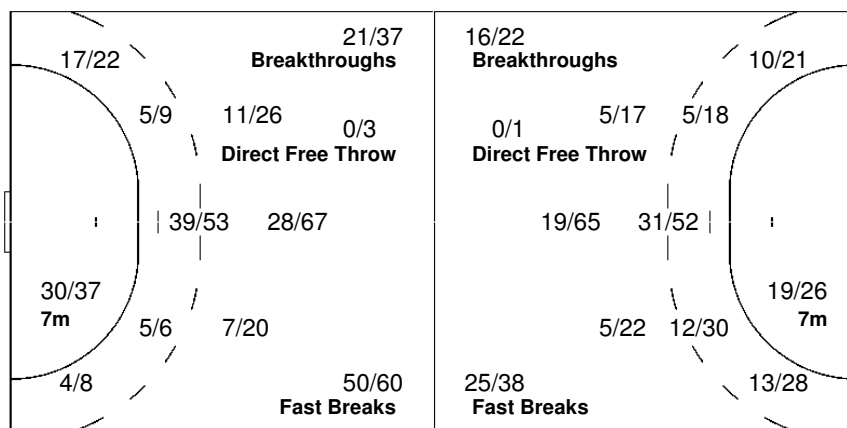 21/37 16/22
17/22 Breakthroughs Breakthroughs 10/21
5/9 11/26 5/17 5/18
0/3 0/1
Direct Free Throw Direct Free Throw
39/53 28/67 19/65 31/52
30/37 19/26
7m 7m
5/6 7/20 5/22 12/30
4/8 50/60 25/38 13/28
Fast Breaks Fast Breaks